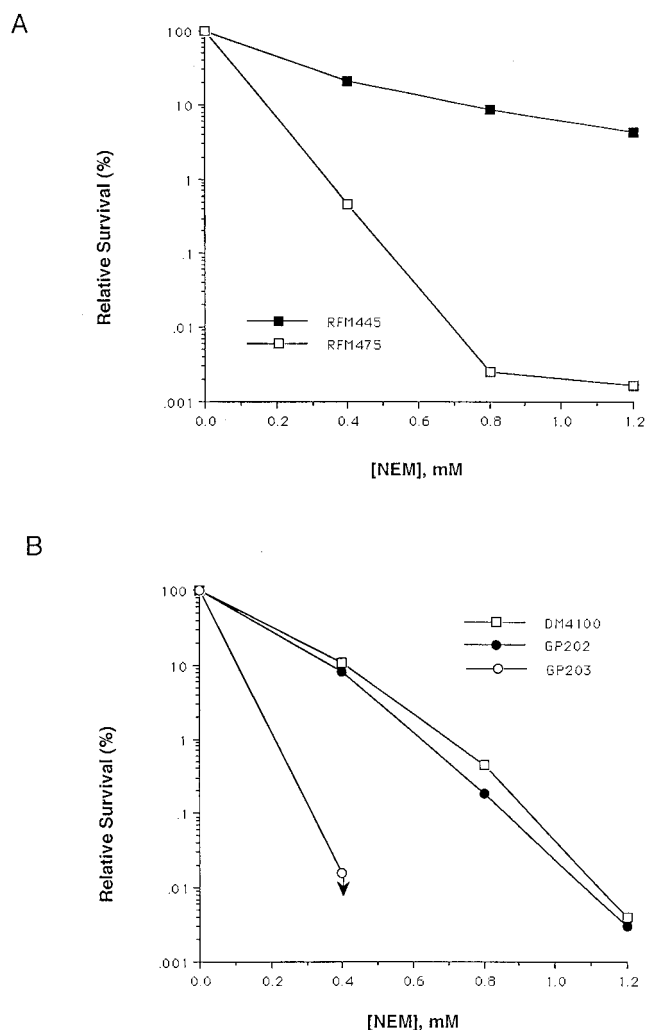 A
Relative Survival (%)
100
10
1
.1
.01
.001
RFM445
RFM475
0.0 0.2 0.4 0.6 0.8 1.0 1.2
[NEM], mM
B
Relative Survival (%)
100
10
1
.1
.01
.001
DM4100
GP202
GP203
0.0 0.2 0.4 0.6 0.8 1.0 1.2
[NEM], mM